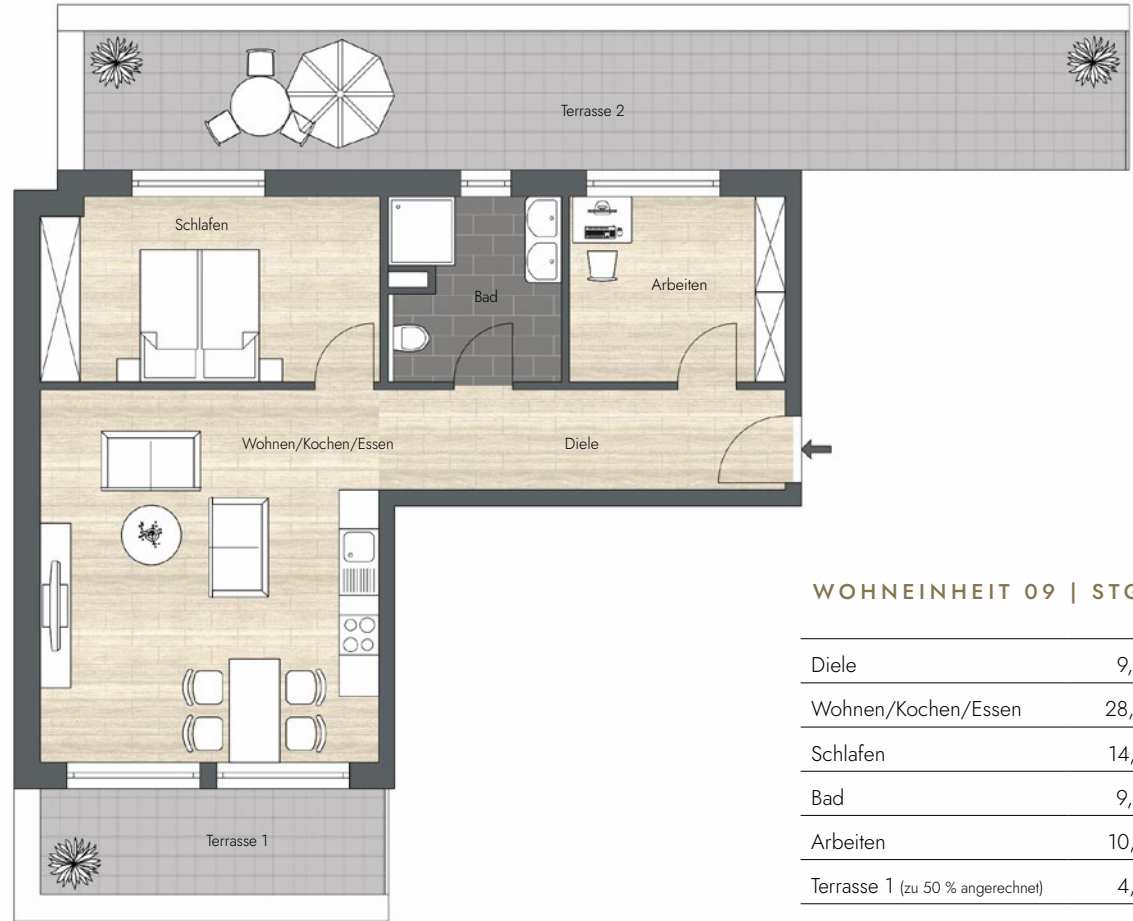 Terrasse 2
Schlafen
Bad
Arbeiten
Wohnen/Kochen/Essen
Diele
Terrasse 1
WOHNEINHEIT 09 | STG
Diele 9,
Wohnen/Kochen/Essen 28,
Schlafen 14,
Bad 9,
Arbeiten 10,
Terrasse 1 (zu 50 % angerechnet) 4,